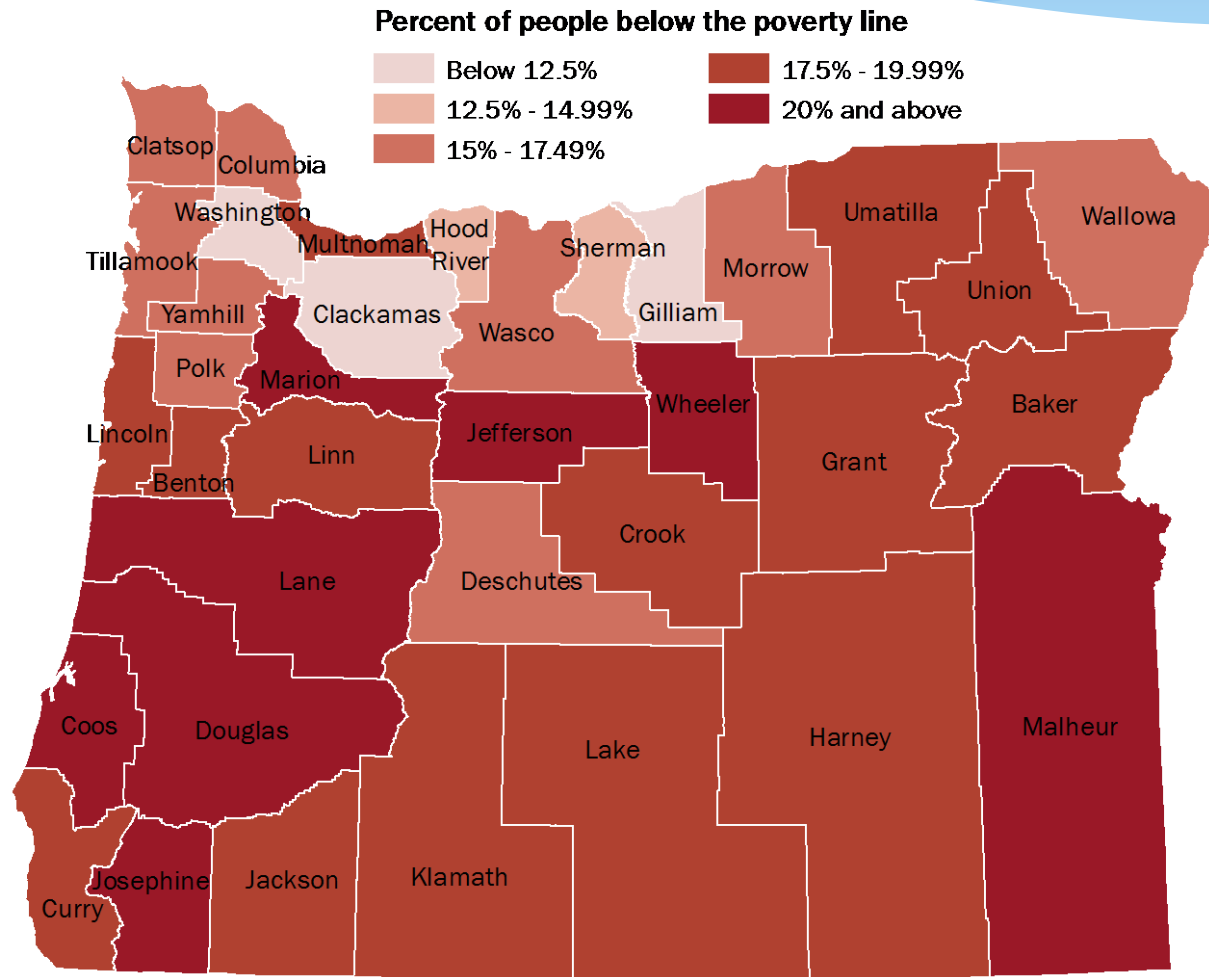 Percent of people below the poverty line
Below 12.5%
12.5% - 14.99%
15% - 17.49%
17.5% - 19.99%
20% and above
Clatsop
Columbia
Washington
Multnomah
Hood
River
Sherman
Umatilla
Wallowa
Tillamook
Yamhill
Clackamas
Wasco
Gilliam
Morrow
Union
Polk
Marion
Jefferson
Wheeler
Grant
Baker
Lincoln
Benton
Linn
Crook
Lane
Deschutes
Coos
Douglas
Lake
Harney
Malheur
Curry
Josephine
Jackson
Klamath